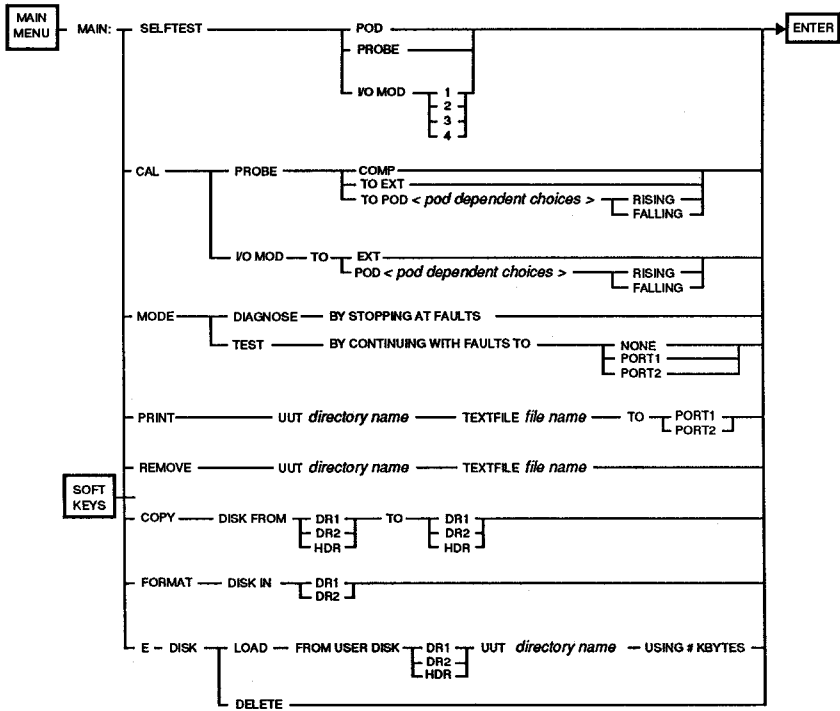 MAIN MENU MAIN: SELFTEST POD ENTER
PROBE
I/O MOD 1
2
3
4
CAL PROBE COMP
TO EXT
TO POD < pod dependent choices > RISING
FALLING
I/O MOD TO EXT
POD < pod dependent choices > RISING
FALLING
MODE DIAGNOSE BY STOPPING AT FAULTS
TEST BY CONTINUING WITH FAULTS TO NONE
PORT1
PORT2
PRINT UUT directory name TEXTFILE file name TO PORT1
PORT2
REMOVE UUT directory name TEXTFILE file name
SOFT KEYS
COPY DISK FROM DR1 TO DR1
DR2 DR2
HDR HDR
FORMAT DISK IN DR1
DR2
E - DISK LOAD FROM USER DISK DR1 UUT directory name USING # KBYTES
DR2
HDR
DELETE